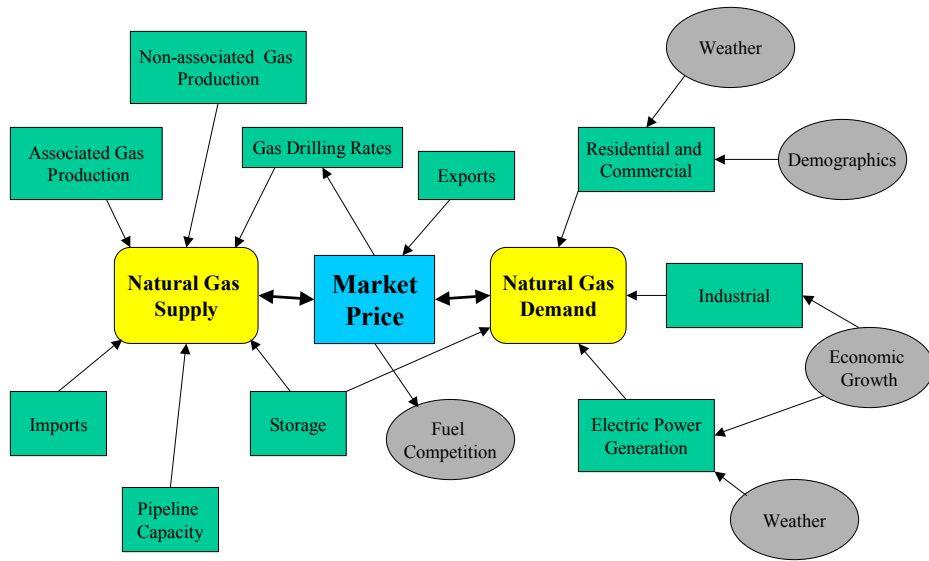 Weather
Non-associated Gas
Production
Associated Gas
Production
Gas Drilling Rates
Exports
Residential and
Commercial
Demographics
Natural Gas
Supply
Market
Price
Natural Gas
Demand
Industrial
Economic
Growth
Imports
Storage
Fuel
Competition
Electric Power
Generation
Pipeline
Capacity
Weather